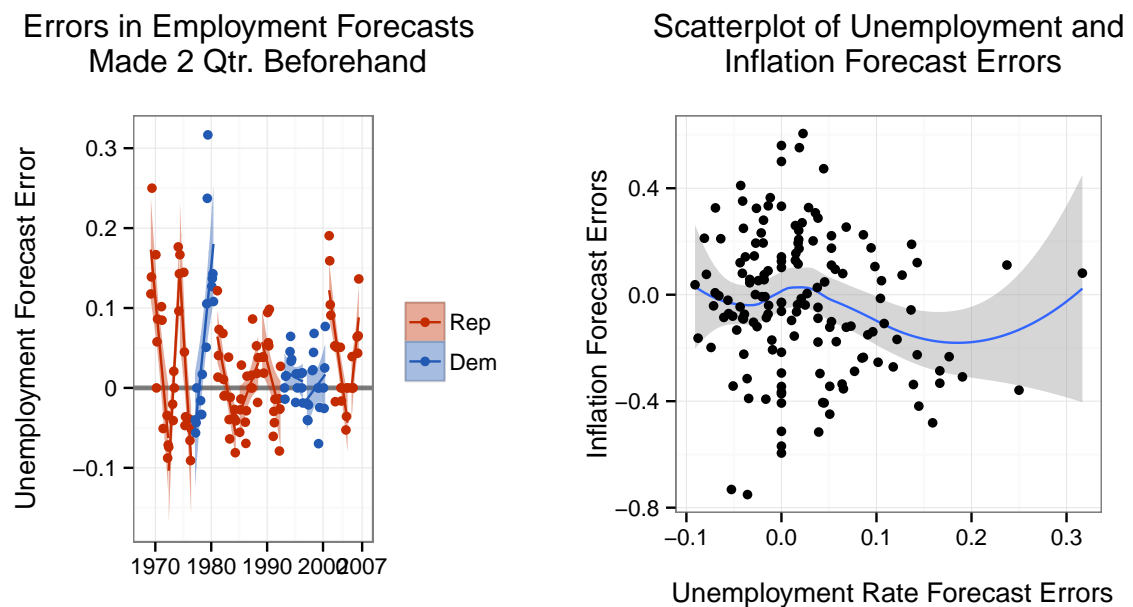 Errors in Employment Forecasts
Made 2 Qtr. Beforehand
Unemployment Forecast Error
0.3
0.2
0.1
0
−0.1
1970 1980 1990 2002 2007
Rep
Dem
Scatterplot of Unemployment and
Inflation Forecast Errors
Inflation Forecast Errors
0.4
0.0
−0.4
−0.8
−0.1 0.0 0.1 0.2 0.3
Unemployment Rate Forecast Errors